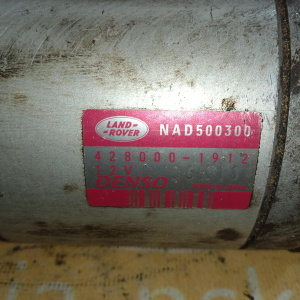 LAND-
ROVER
NAD500300
428000-1912
12V
DENSO